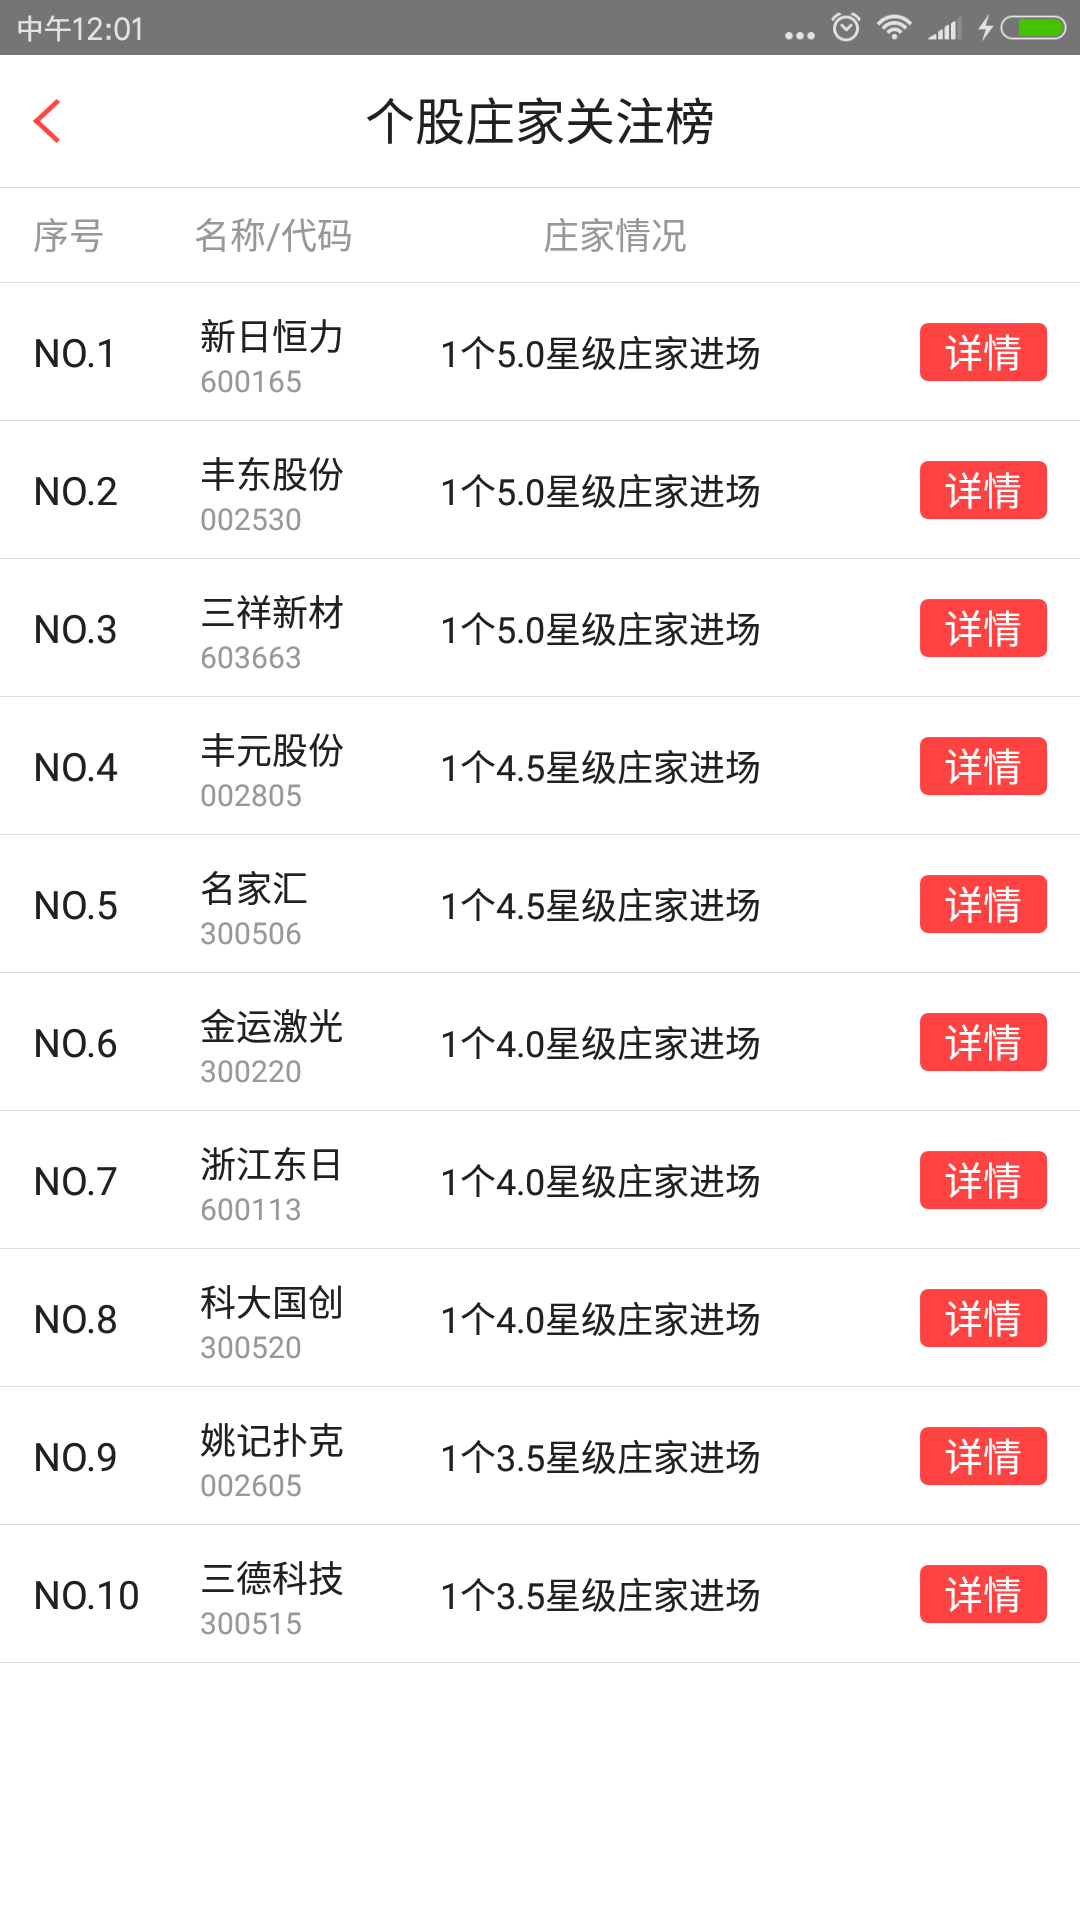 中午12:01
个股庄家关注榜
序号 名称/代码 庄家情况
NO.1 新日恒力 1个5.0星级庄家进场 详情
600165
NO.2 丰东股份 1个5.0星级庄家进场 详情
002530
NO.3 三祥新材 1个5.0星级庄家进场 详情
603663
NO.4 丰元股份 1个4.5星级庄家进场 详情
002805
NO.5 名家汇 1个4.5星级庄家进场 详情
300506
NO.6 金运激光 1个4.0星级庄家进场 详情
300220
NO.7 浙江东日 1个4.0星级庄家进场 详情
600113
NO.8 科大国创 1个4.0星级庄家进场 详情
300520
NO.9 姚记扑克 1个3.5星级庄家进场 详情
002605
NO.10 三德科技 1个3.5星级庄家进场 详情
300515